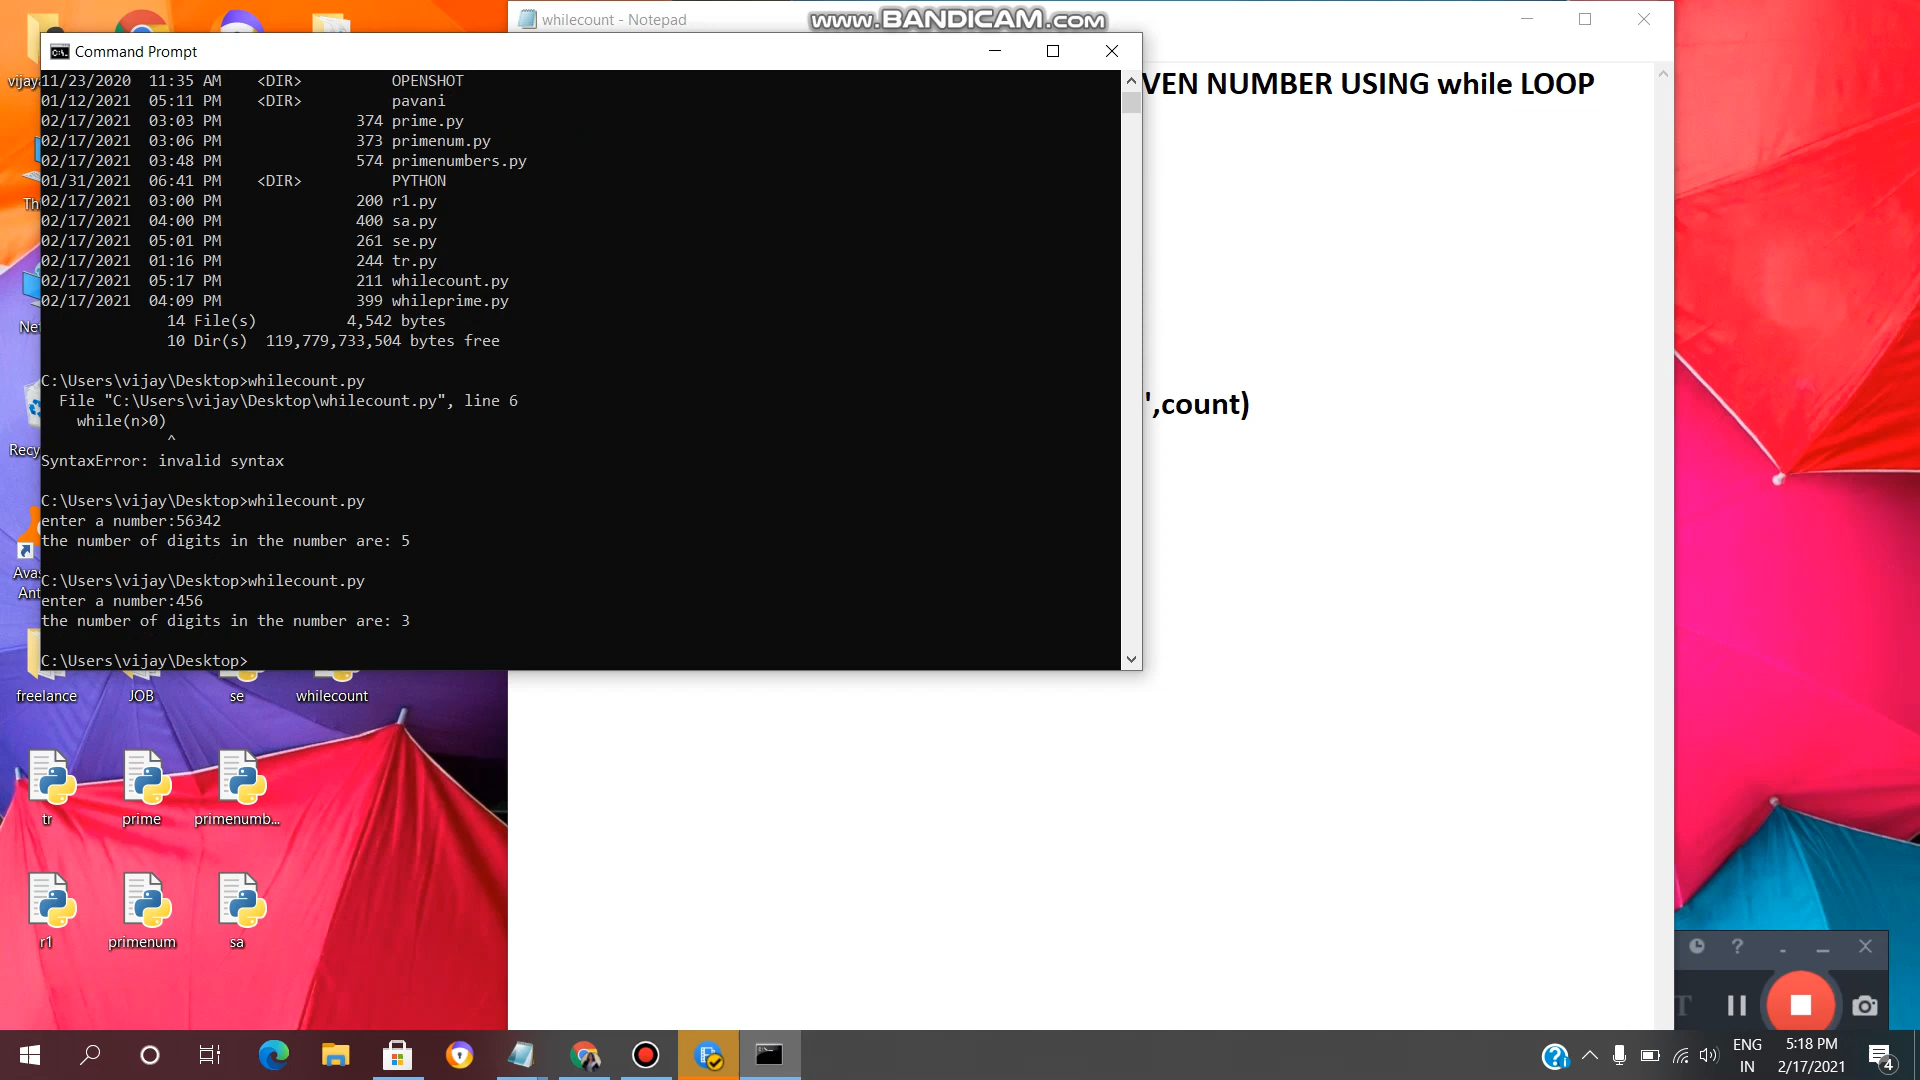 whilecount - Notepad
www.BANDICAM.com
Command Prompt
11/23/2020 11:35 AM <DIR> OPENSHOT
01/12/2021 05:11 PM <DIR> pavani
02/17/2021 03:03 PM 374 prime.py
02/17/2021 03:06 PM 373 primenum.py
02/17/2021 03:48 PM 574 primenumbers.py
01/31/2021 06:41 PM <DIR> PYTHON
02/17/2021 03:00 PM 200 r1.py
02/17/2021 04:00 PM 400 sa.py
02/17/2021 05:01 PM 261 se.py
02/17/2021 01:16 PM 244 tr.py
02/17/2021 05:17 PM 211 whilecount.py
02/17/2021 04:09 PM 399 whileprime.py
14 File(s) 4,542 bytes
10 Dir(s) 119,779,733,504 bytes free
C:\Users\vijay\Desktop>whilecount.py
File "C:\Users\vijay\Desktop\whilecount.py", line 6
while(n>0)
^
SyntaxError: invalid syntax
C:\Users\vijay\Desktop>whilecount.py
enter a number:56342
the number of digits in the number are: 5
C:\Users\vijay\Desktop>whilecount.py
enter a number:456
the number of digits in the number are: 3
C:\Users\vijay\Desktop>
VEN NUMBER USING while LOOP
',count)
vijay
Th
Ne
Recy
Avas
Ant
freelance
JOB
se
whilecount
tr
prime
primenumb...
r1
primenum
sa
ENG
IN
5:18 PM
2/17/2021
4